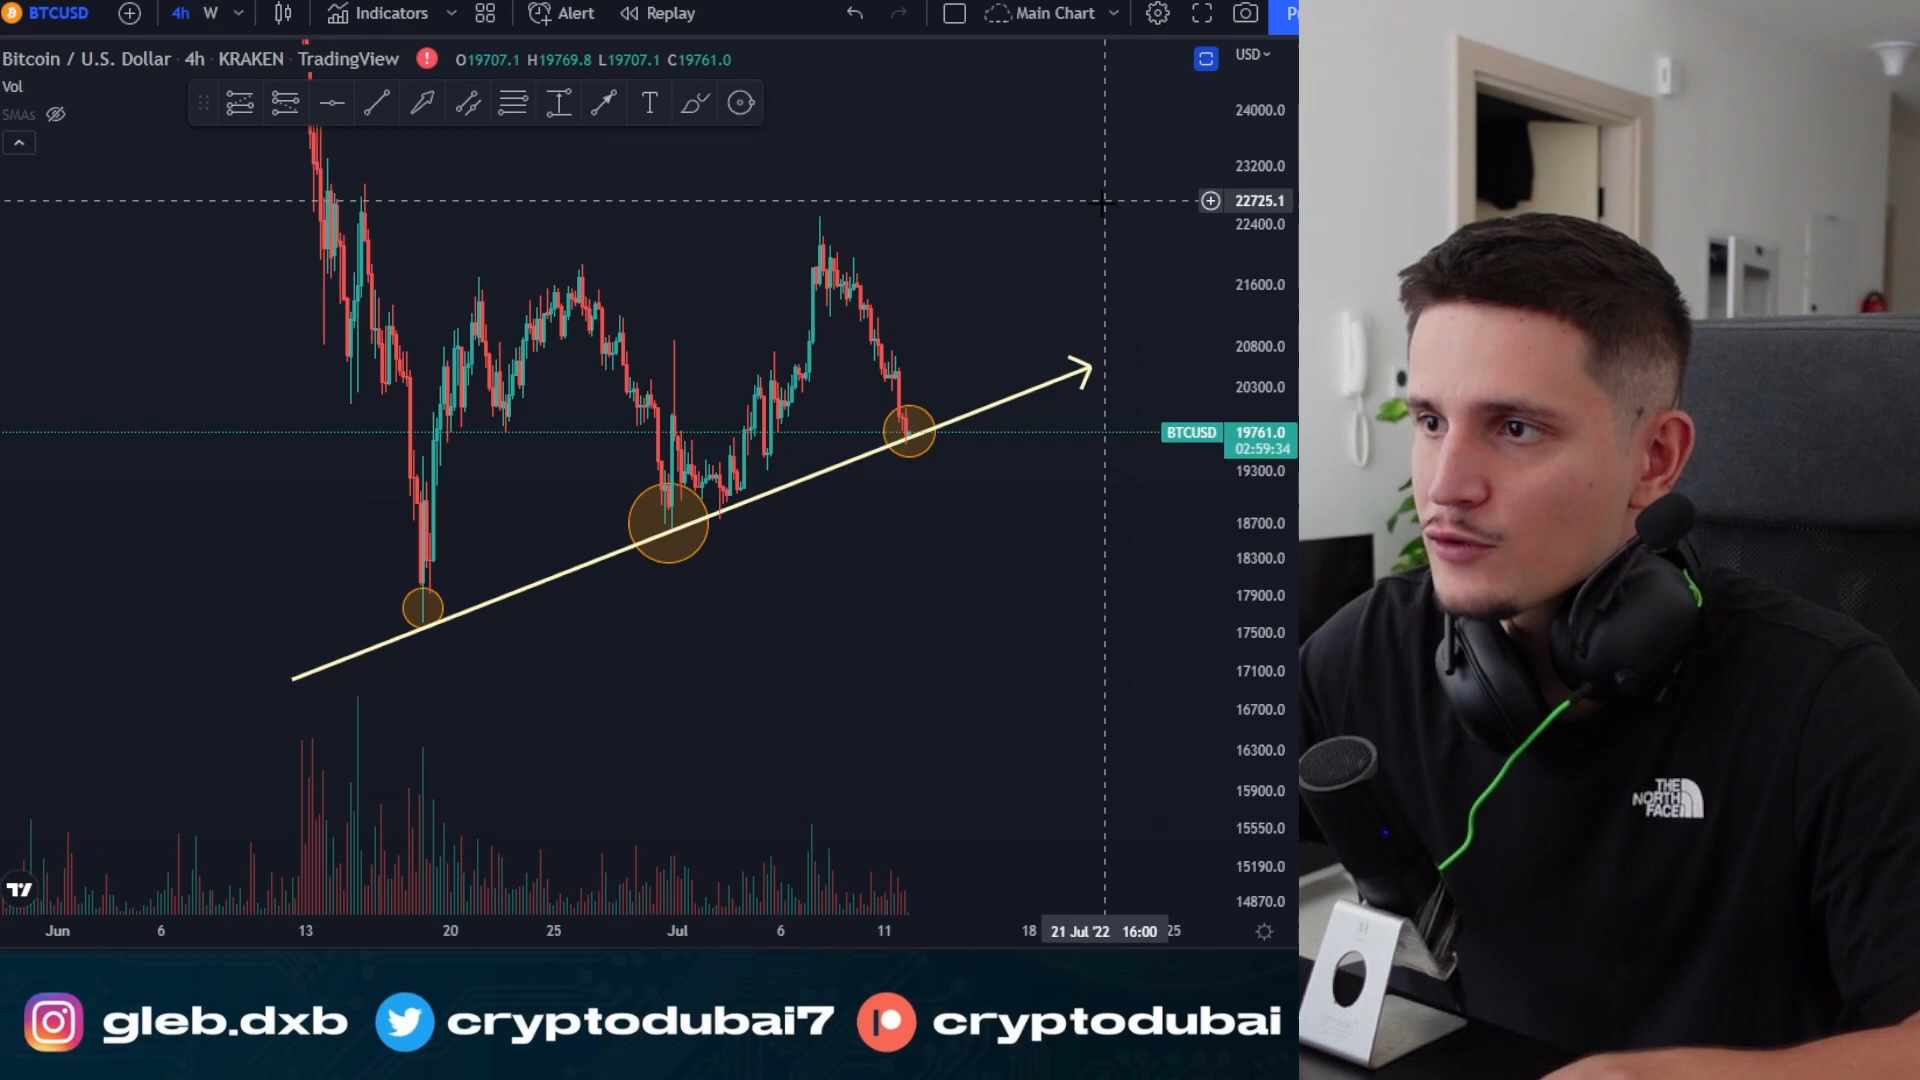 BTCUSD 4h W Indicators Alert Replay Main Chart P
Bitcoin / U.S. Dollar · 4h · KRAKEN · TradingView ! O19707.1 H19769.8 L19707.1 C19761.0 USD
Vol
SMAs
T
24000.0
23200.0
22725.1
22400.0
21600.0
20800.0
20300.0
BTCUSD 19761.0
02:59:34
19300.0
18700.0
18300.0
17900.0
17500.0
17100.0
16700.0
16300.0
15900.0
15550.0
15190.0
14870.0
Jun 6 13 20 25 Jul 6 11 18 21 Jul '22 16:00 25
THE
NORTH
FACE
gleb.dxb cryptodubai7 cryptodubai